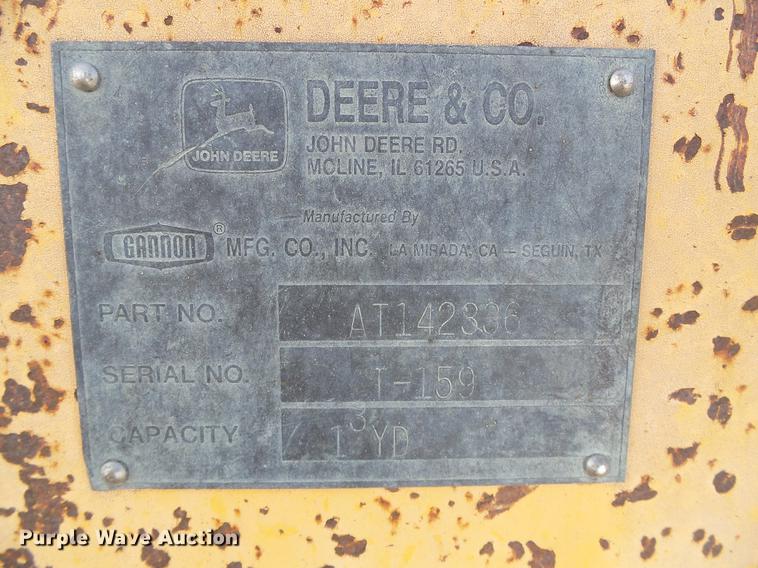 JOHN DEERE
DEERE & CO.
JOHN DEERE RD.
MOLINE, IL 61265 U.S.A.
Manufactured By
GANNON ® MFG. CO., INC. LA MIRADA, CA — SEGUIN, TX
PART NO. AT142336
SERIAL NO. T-159
CAPACITY 1 YD³
Purple Wave Auction